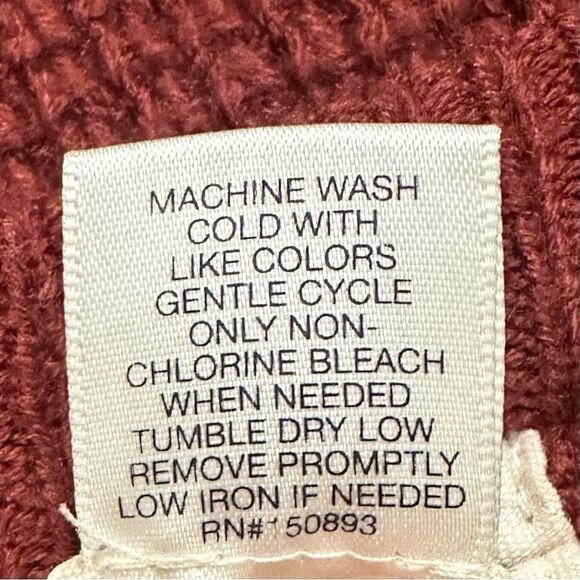 MACHINE WASH
COLD WITH
LIKE COLORS
GENTLE CYCLE
ONLY NON-
CHLORINE BLEACH
WHEN NEEDED
TUMBLE DRY LOW
REMOVE PROMPTLY
LOW IRON IF NEEDED
RN#150893